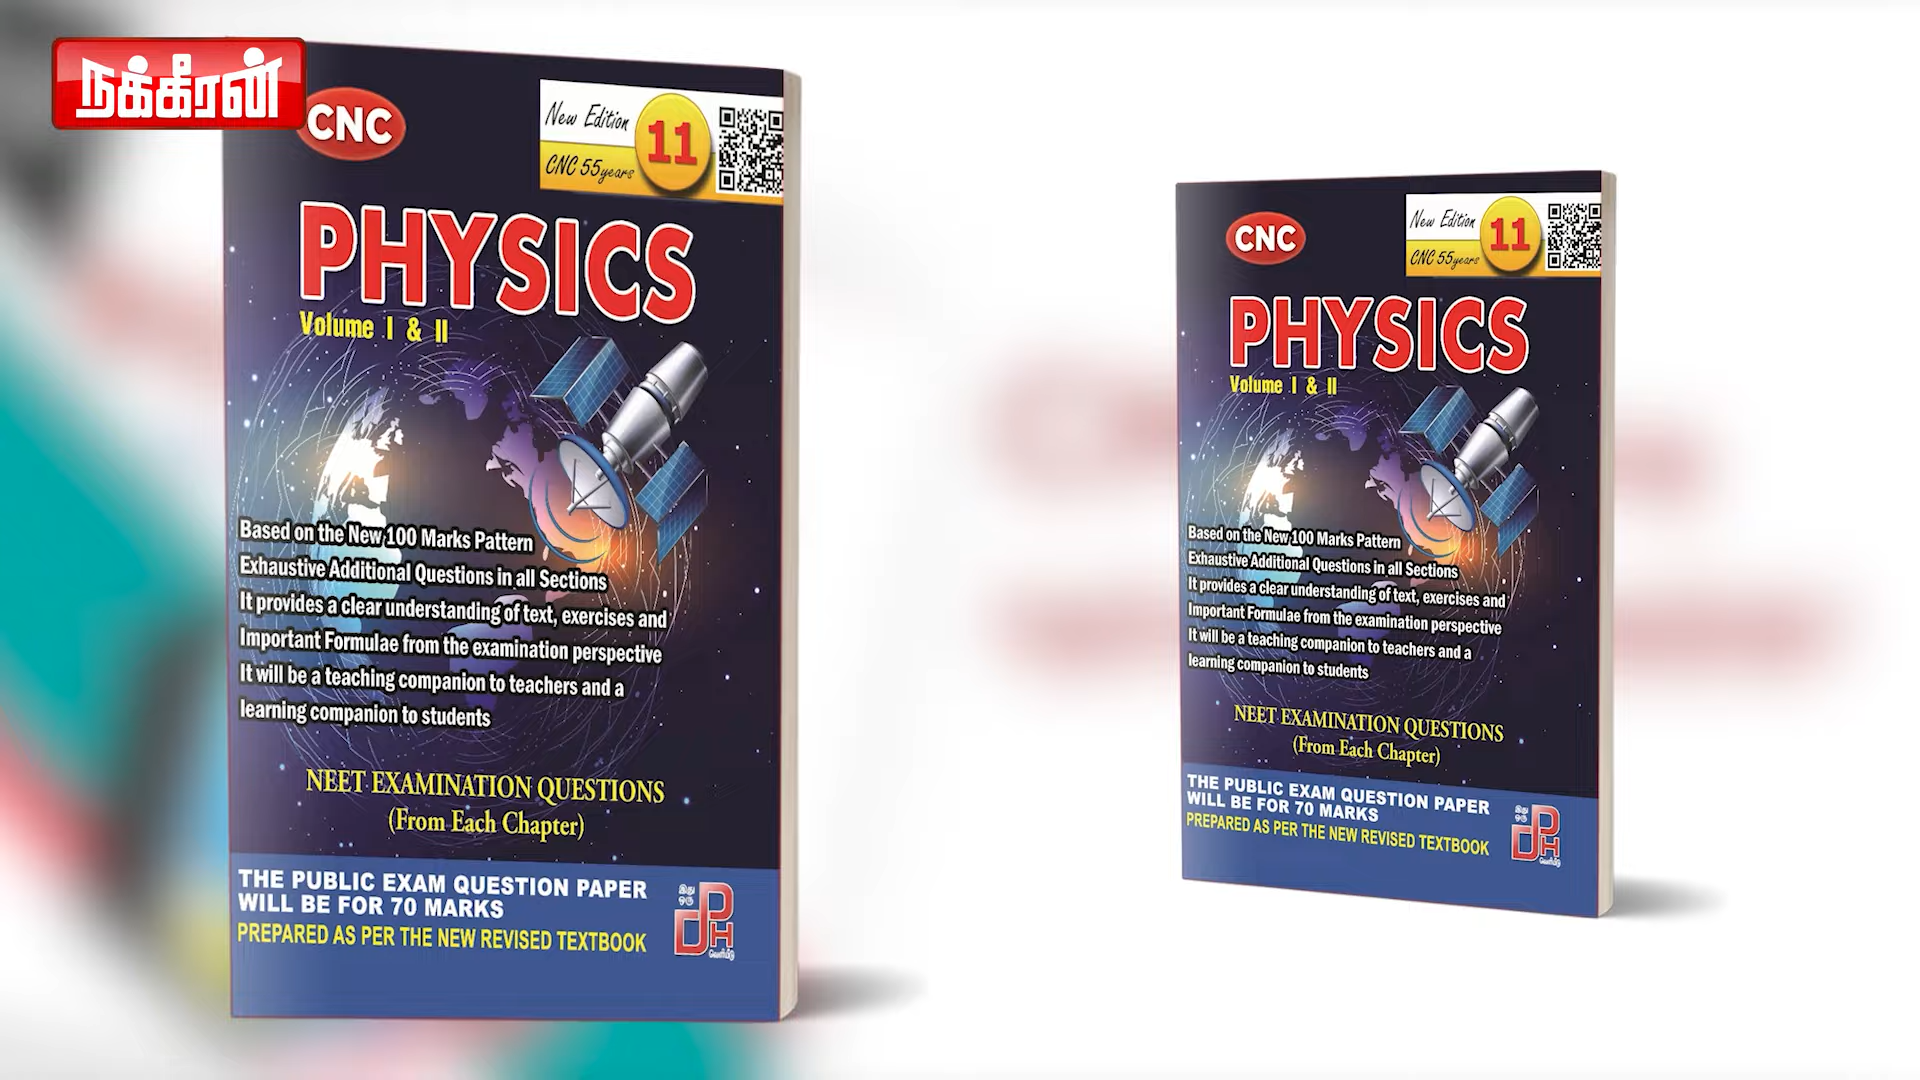 நக்கீரன்
CNC
New Edition
CNC 55years
11
PHYSICS
Volume I & II
Based on the New 100 Marks Pattern
Exhaustive Additional Questions in all Sections
It provides a clear understanding of text, exercises and
Important Formulae from the examination perspective
It will be a teaching companion to teachers and a
learning companion to students
NEET EXAMINATION QUESTIONS
(From Each Chapter)
THE PUBLIC EXAM QUESTION PAPER
WILL BE FOR 70 MARKS
PREPARED AS PER THE NEW REVISED TEXTBOOK
இது
ஒரு
DPH
வெளியீடு
CNC
New Edition
CNC 55years
11
PHYSICS
Volume I & II
Based on the New 100 Marks Pattern
Exhaustive Additional Questions in all Sections
It provides a clear understanding of text, exercises and
Important Formulae from the examination perspective
It will be a teaching companion to teachers and a
learning companion to students
NEET EXAMINATION QUESTIONS
(From Each Chapter)
THE PUBLIC EXAM QUESTION PAPER
WILL BE FOR 70 MARKS
PREPARED AS PER THE NEW REVISED TEXTBOOK
இது
ஒரு
DPH
வெளியீடு